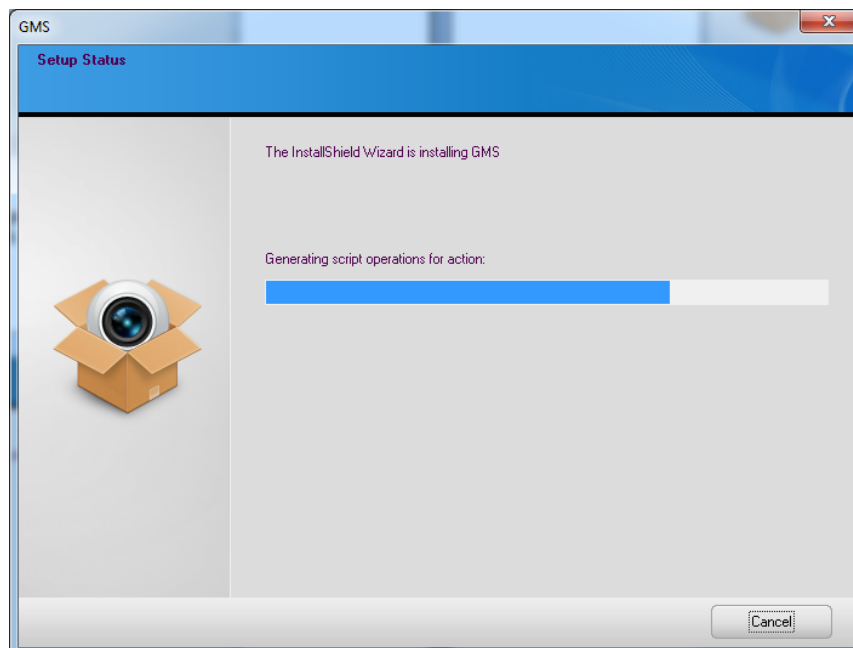 GMS
Setup Status
The InstallShield Wizard is installing GMS
Generating script operations for action:
Cancel